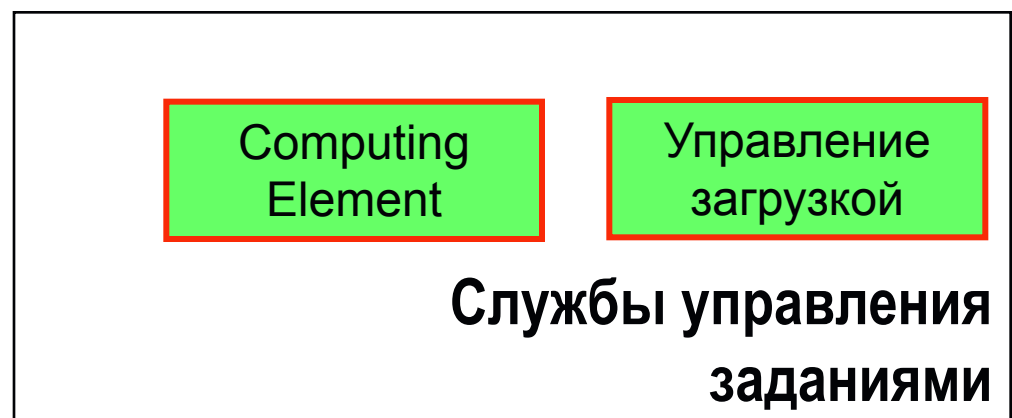 Computing
Element
Управление
загрузкой
Службы управления
заданиями